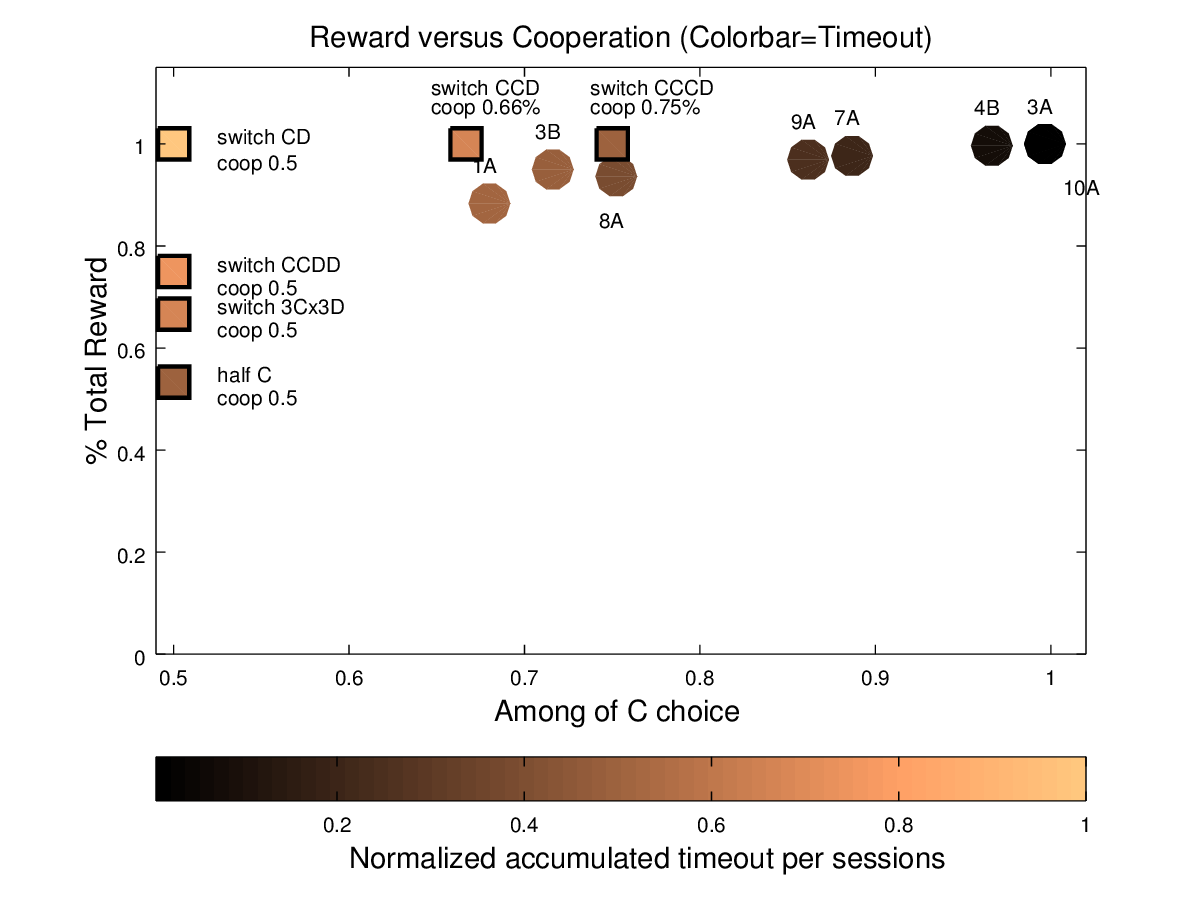 Reward versus Cooperation (Colorbar=Timeout)
switch CCD
coop 0.66%
switch CCCD
coop 0.75%
switch CD
coop 0.5
1A
3B
8A
9A
7A
4B
3A
10A
switch CCDD
coop 0.5
switch 3Cx3D
coop 0.5
half C
coop 0.5
% Total Reward
1
0.8
0.6
0.4
0.2
0
0.5
0.6
0.7
0.8
0.9
1
Among of C choice
0.2
0.4
0.6
0.8
1
Normalized accumulated timeout per sessions